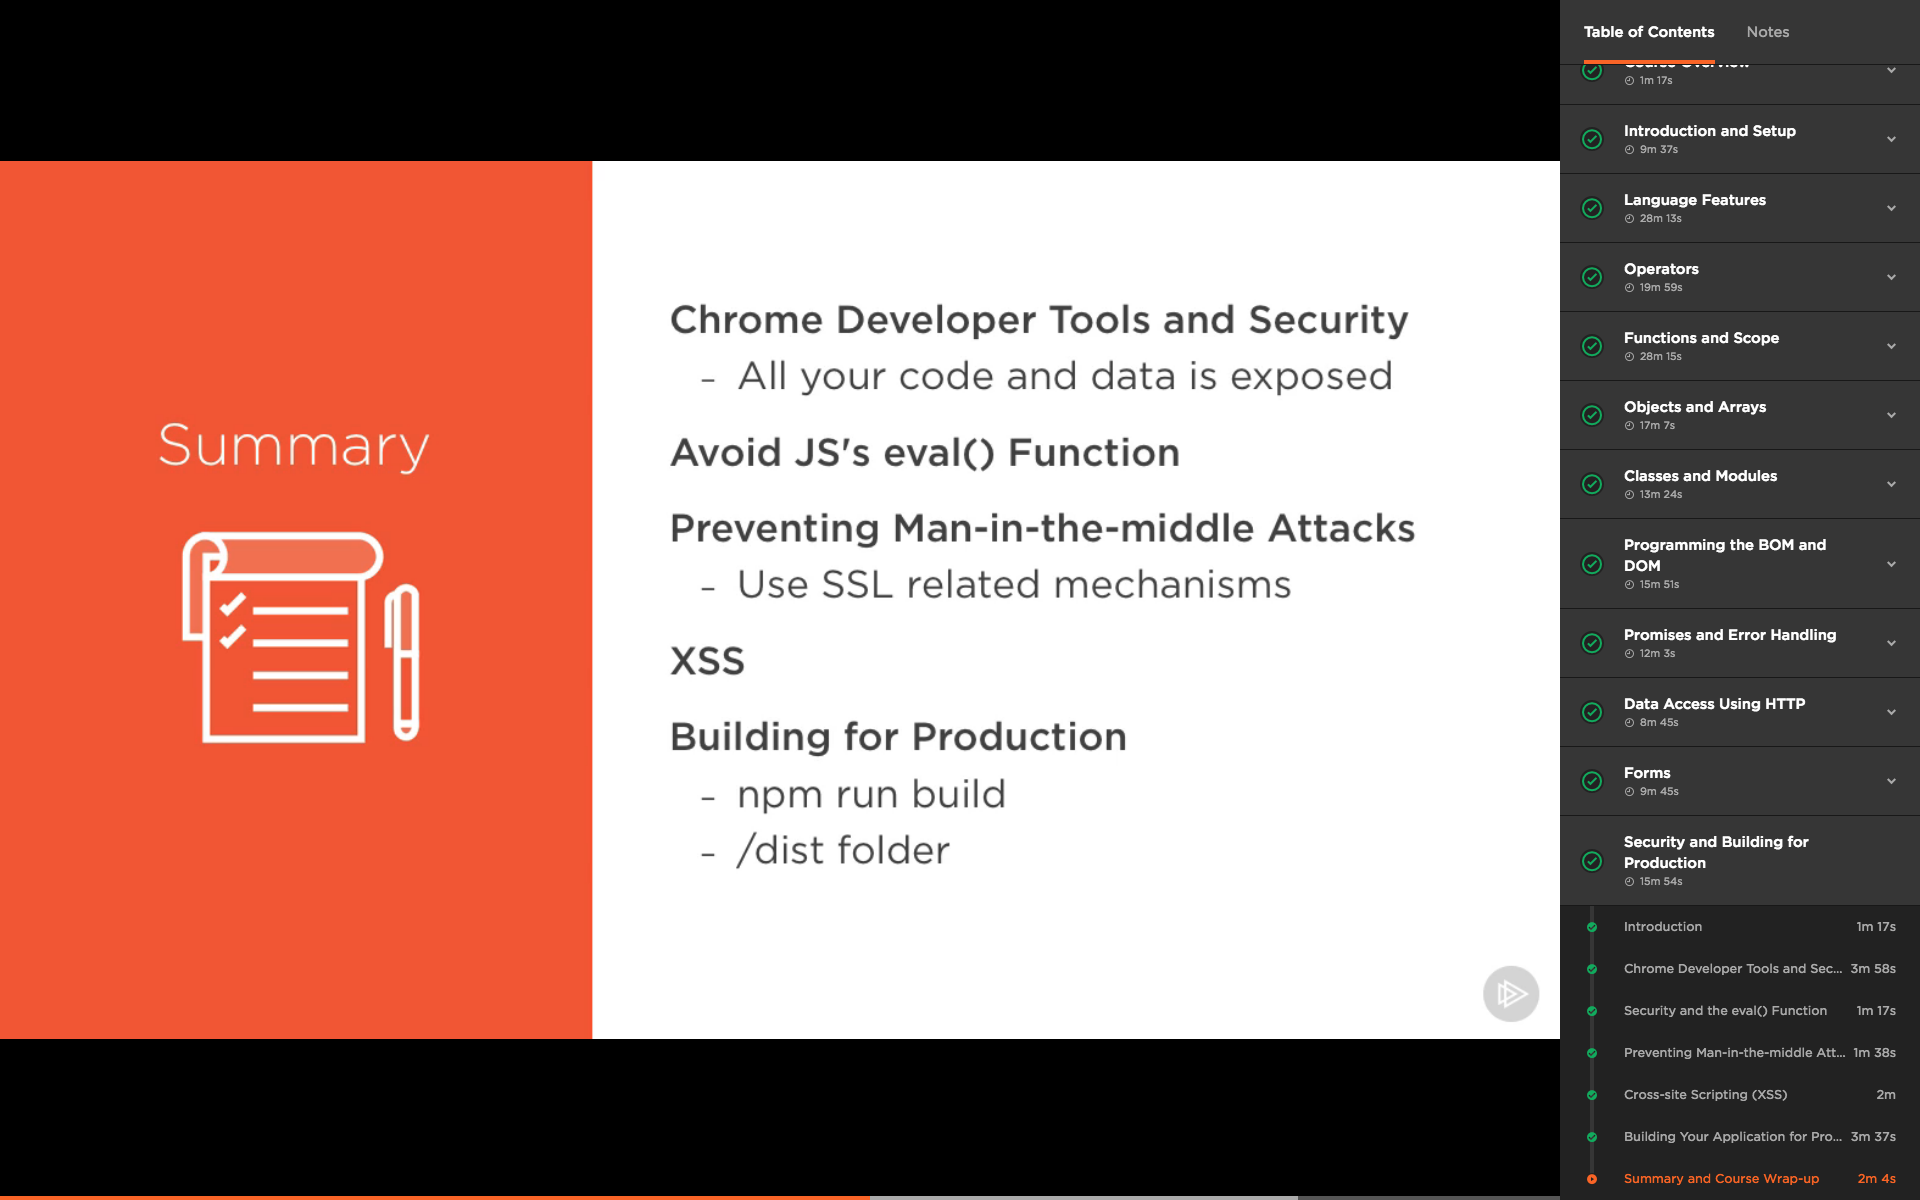 Summary
Chrome Developer Tools and Security
- All your code and data is exposed
Avoid JS's eval() Function
Preventing Man-in-the-middle Attacks
- Use SSL related mechanisms
XSS
Building for Production
- npm run build
- /dist folder
Table of Contents
Notes
Course Overview
1m 17s
Introduction and Setup
9m 37s
Language Features
28m 13s
Operators
19m 59s
Functions and Scope
28m 15s
Objects and Arrays
17m 7s
Classes and Modules
13m 24s
Programming the BOM and
DOM
15m 51s
Promises and Error Handling
12m 3s
Data Access Using HTTP
8m 45s
Forms
9m 45s
Security and Building for
Production
15m 54s
Introduction 1m 17s
Chrome Developer Tools and Sec... 3m 58s
Security and the eval() Function 1m 17s
Preventing Man-in-the-middle Att... 1m 38s
Cross-site Scripting (XSS) 2m
Building Your Application for Pro... 3m 37s
Summary and Course Wrap-up 2m 4s